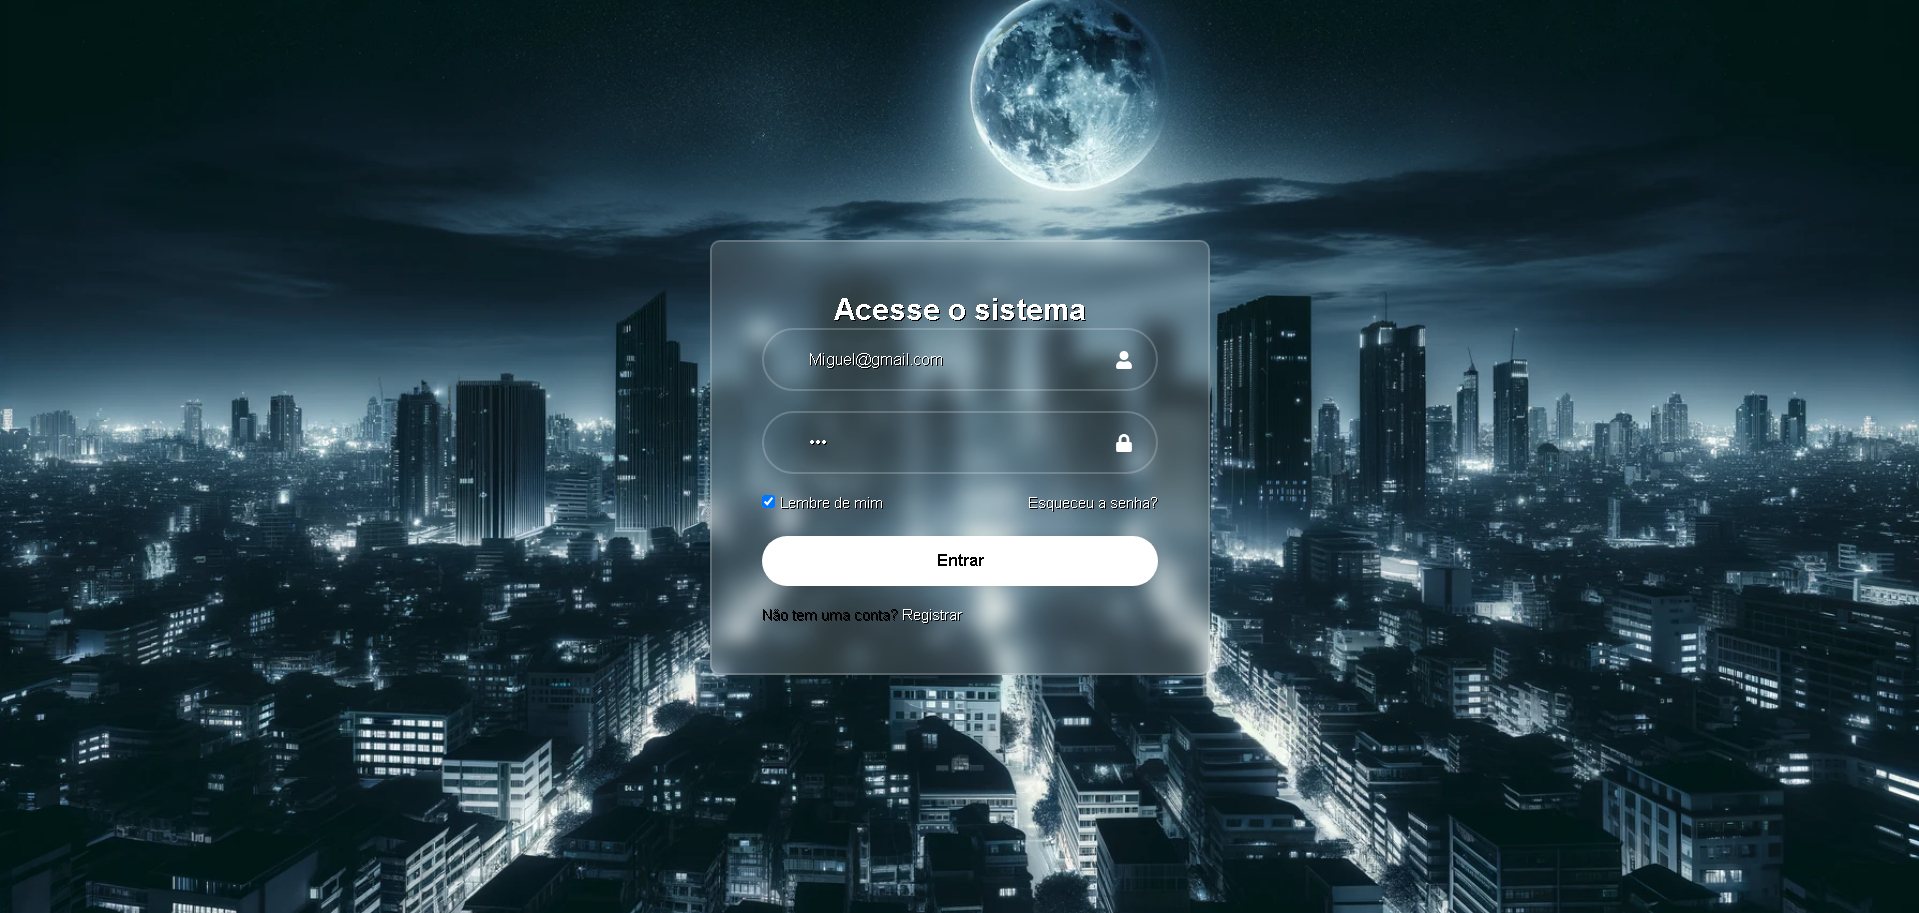 Acesse o sistema
Miguel@gmail.com
•••
Lembre de mim Esqueceu a senha?
Entrar
Não tem uma conta? Registrar